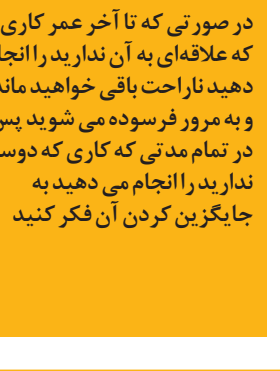 در صورتی که تا آخر عمر کاری
که علاقه‌ای به آن ندارید را انجا
دهید ناراحت باقی خواهید ماند
و به مرور فرسوده می شوید پس
در تمام مدتی که کاری که دوس
ندارید را انجام می دهید به
جایگزین کردن آن فکر کنید